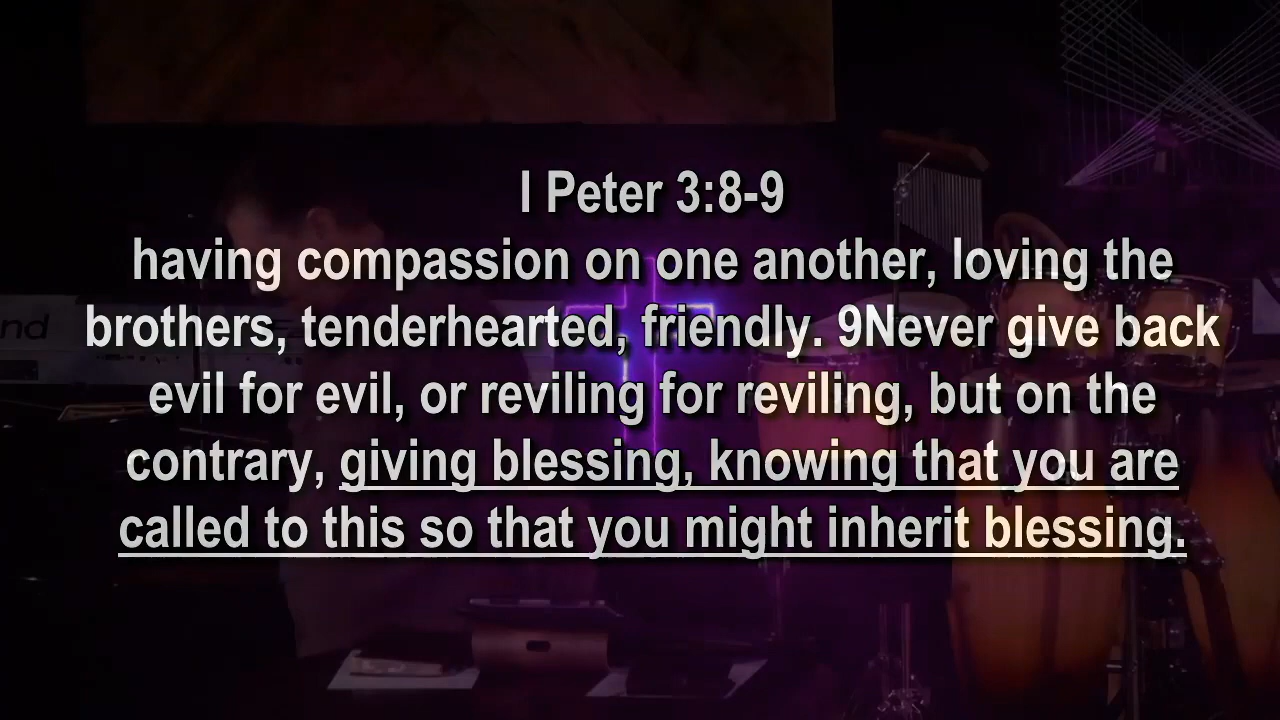 I Peter 3:8-9
having compassion on one another, loving the
brothers, tenderhearted, friendly. 9Never give back
evil for evil, or reviling for reviling, but on the
contrary, giving blessing, knowing that you are
called to this so that you might inherit blessing.
nd